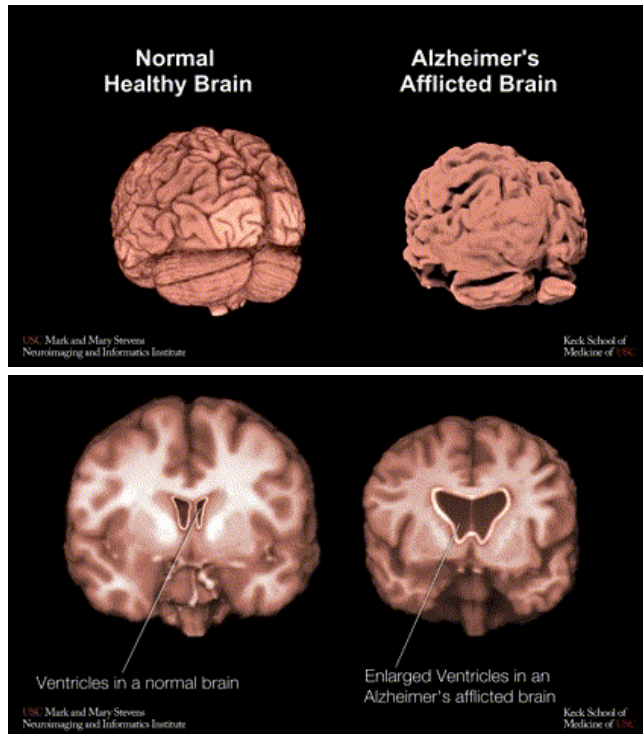 Normal
Healthy Brain
Alzheimer's
Afflicted Brain
USC Mark and Mary Stevens
Neuroimaging and Informatics Institute
Keck School of
Medicine of USC
Ventricles in a normal brain
Enlarged Ventricles in an
Alzheimer's afflicted brain
USC Mark and Mary Stevens
Neuroimaging and Informatics Institute
Keck School of
Medicine of USC